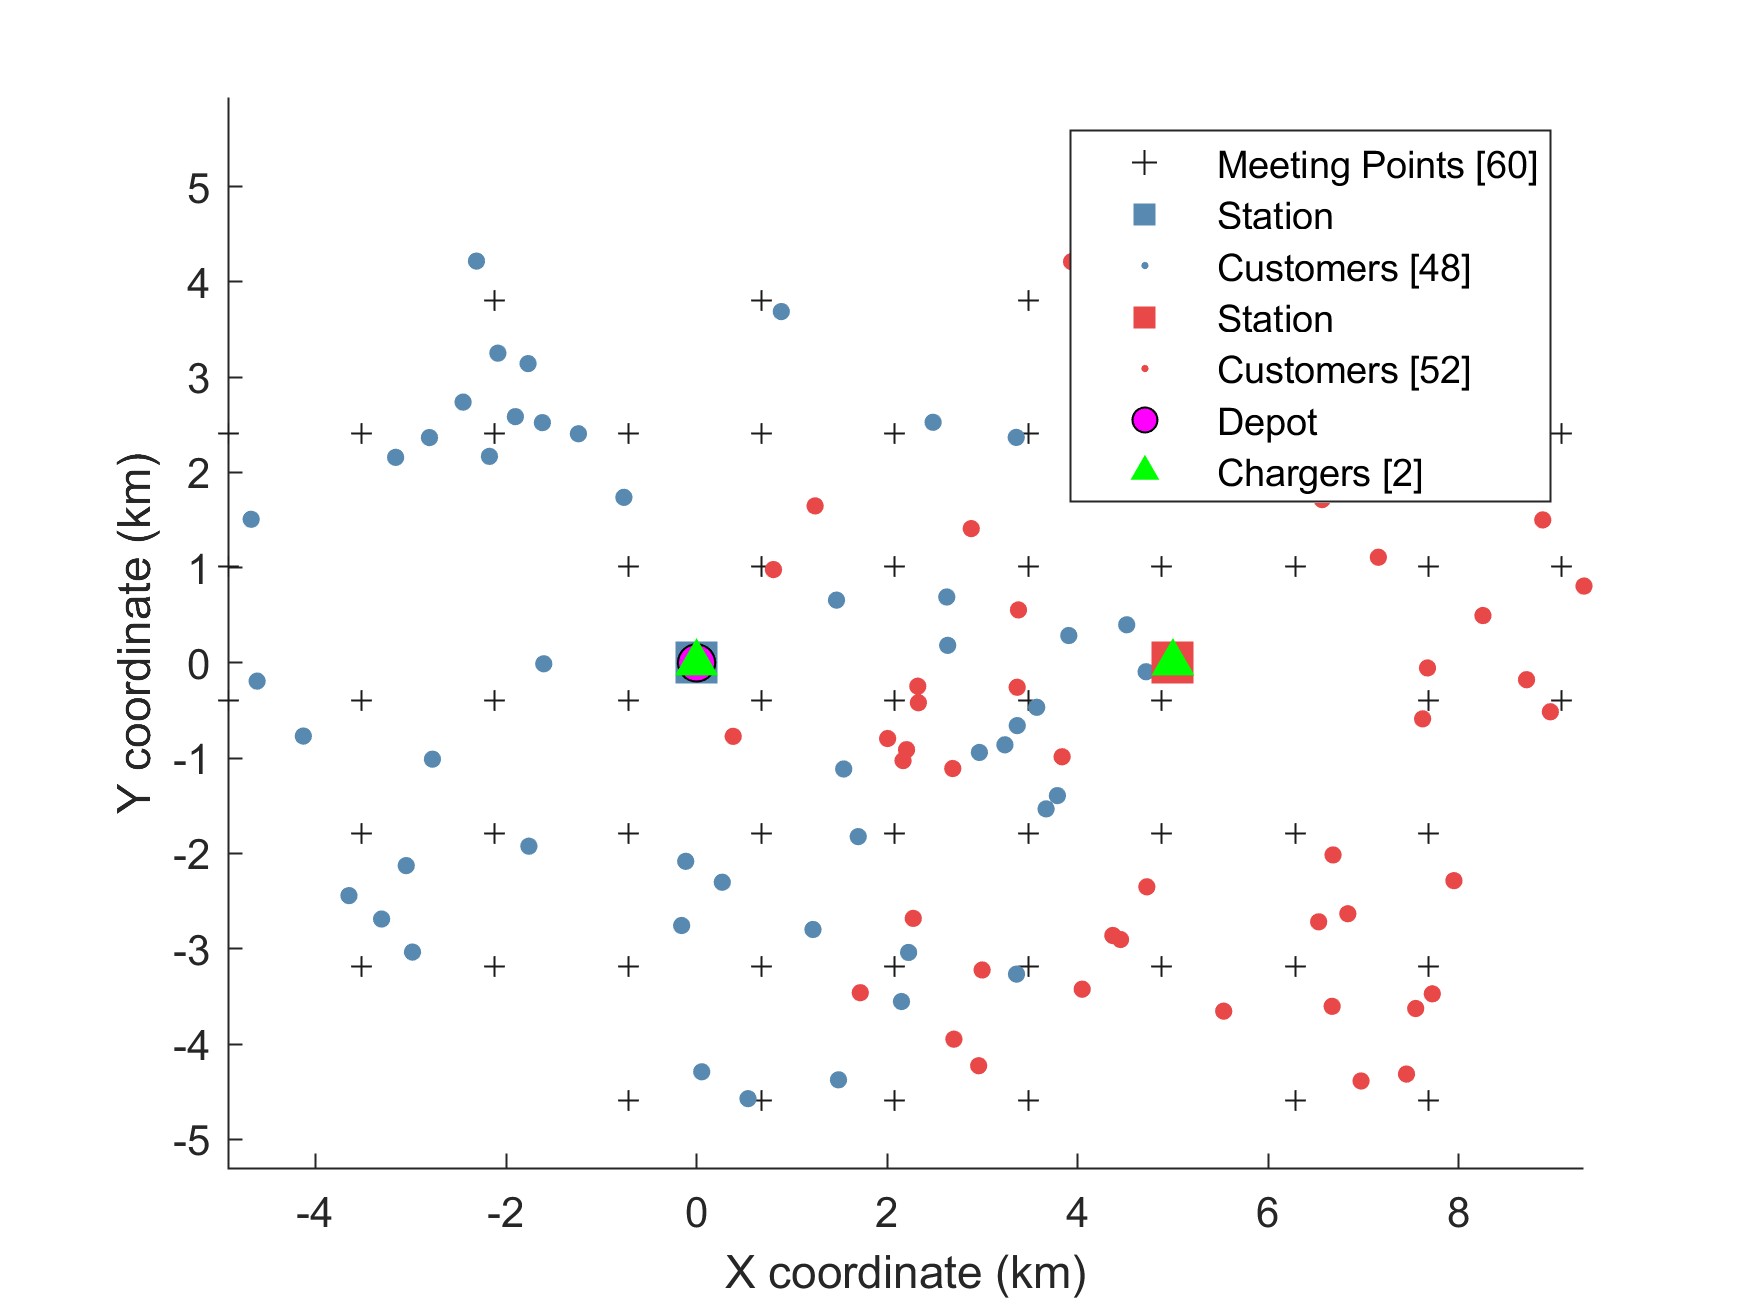 5
4
3
2
1
0
-1
-2
-3
-4
-5
Y coordinate (km)
Meeting Points [60]
Station
Customers [48]
Station
Customers [52]
Depot
Chargers [2]
-4 -2 0 2 4 6 8
X coordinate (km)